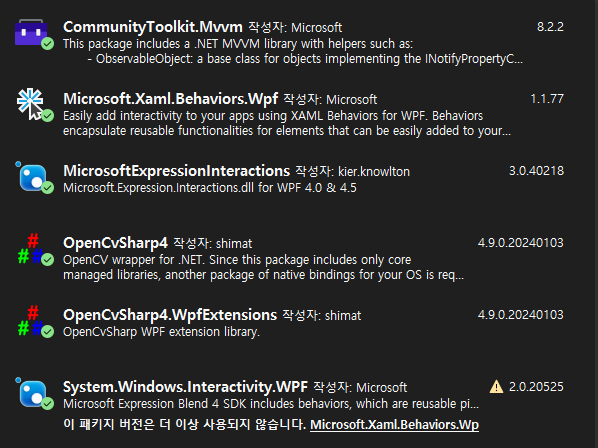 CommunityToolkit.Mvvm 작성자: Microsoft 8.2.2
This package includes a .NET MVVM library with helpers such as:
- ObservableObject: a base class for objects implementing the INotifyPropertyC...
Microsoft.Xaml.Behaviors.Wpf 작성자: Microsoft 1.1.77
Easily add interactivity to your apps using XAML Behaviors for WPF. Behaviors
encapsulate reusable functionalities for elements that can be easily added to your...
MicrosoftExpressionInteractions 작성자: kier.knowlton 3.0.40218
Microsoft.Expression.Interactions.dll for WPF 4.0 & 4.5
OpenCvSharp4 작성자: shimat 4.9.0.20240103
OpenCV wrapper for .NET. Since this package includes only core
managed libraries, another package of native bindings for your OS is req...
OpenCvSharp4.WpfExtensions 작성자: shimat 4.9.0.20240103
OpenCvSharp WPF extension library.
System.Windows.Interactivity.WPF 작성자: Microsoft 2.0.20525
Microsoft Expression Blend 4 SDK includes behaviors, which are reusable pi...
이 패키지 버전은 더 이상 사용되지 않습니다. Microsoft.Xaml.Behaviors.Wp